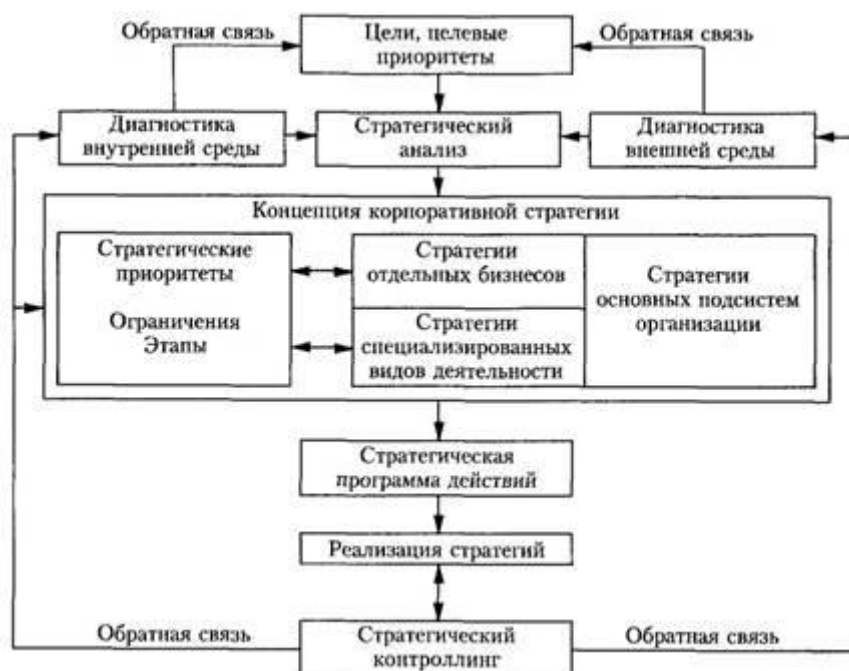 Обратная связь
Цели, целевые
приоритеты
Обратная связь
Диагностика
внутренней среды
Стратегический
анализ
Диагностика
внешней среды
Концепция корпоративной стратегии
Стратегические
приоритеты
Ограничения
Этапы
Стратегии
отдельных бизнесов
Стратегии
специализированных
видов деятельности
Стратегии
основных подсистем
организации
Стратегическая
программа действий
Реализация стратегий
Обратная связь
Стратегический
контроллинг
Обратная связь